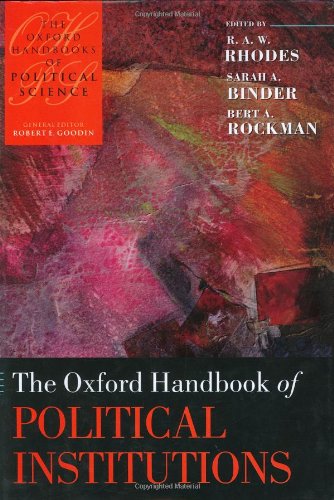 THE
OXFORD
HANDBOOKS
OF
POLITICAL
SCIENCE
GENERAL EDITOR
ROBERT E. GOODIN
EDITED BY
R. A. W.
RHODES
SARAH A.
BINDER
BERT A.
ROCKMAN
The Oxford Handbook of
POLITICAL
INSTITUTIONS